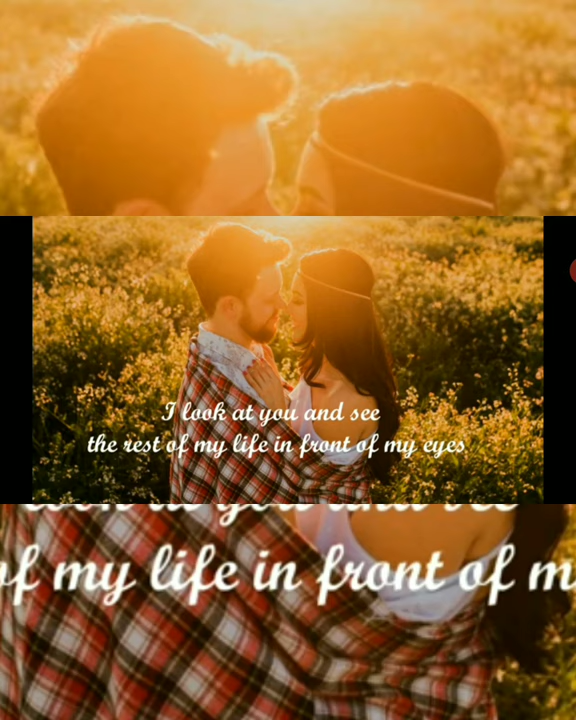 I look at you and see
the rest of my life in front of my eyes
of my life in front of m